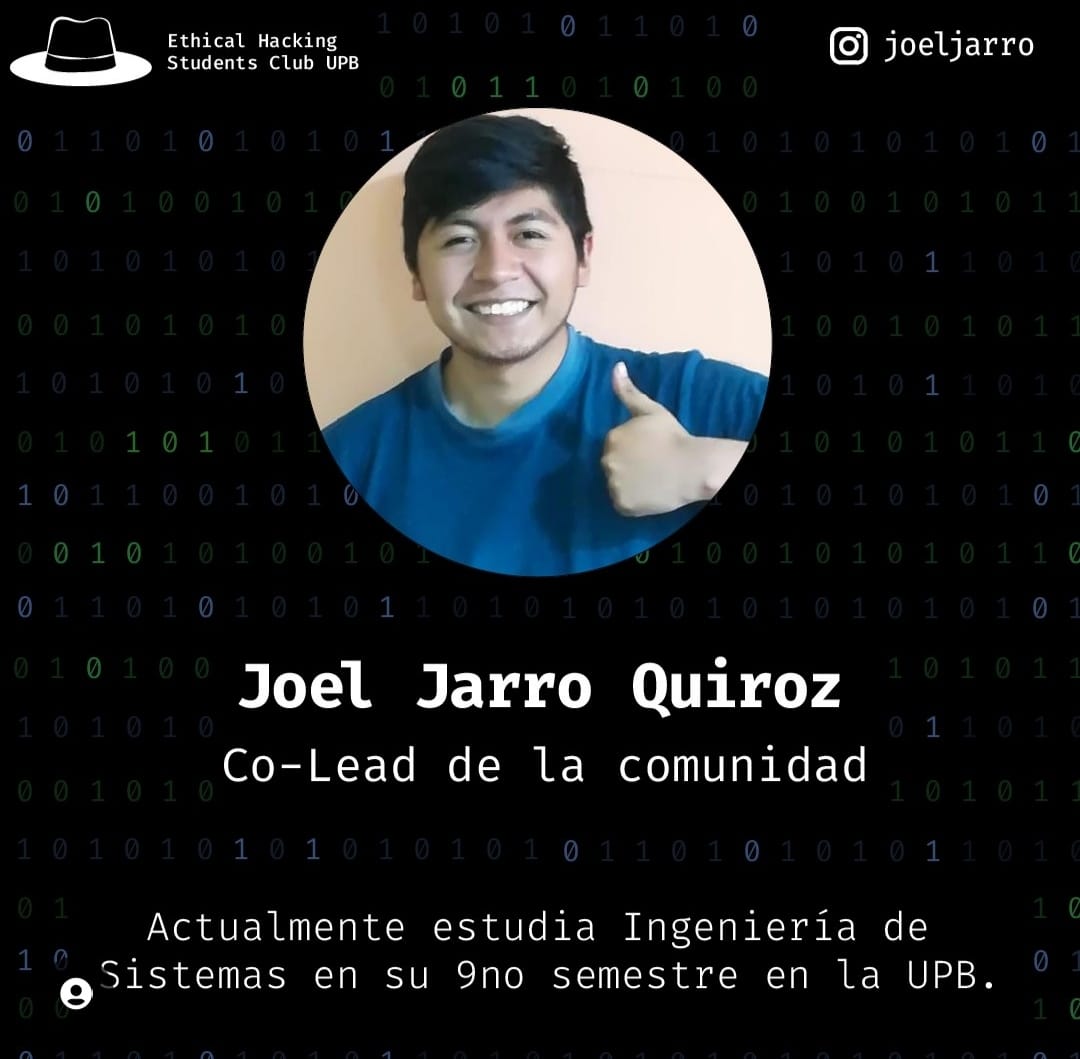 Ethical Hacking
Students Club UPB
joeljarro
Joel Jarro Quiroz
Co-Lead de la comunidad
Actualmente estudia Ingeniería de
Sistemas en su 9no semestre en la UPB.